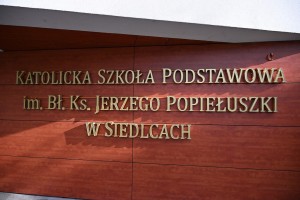 KATOLICKA SZKOŁA PODSTAWOWA
im. Bł. Ks. JERZEGO POPIEŁUSZKI
W SIEDLCACH